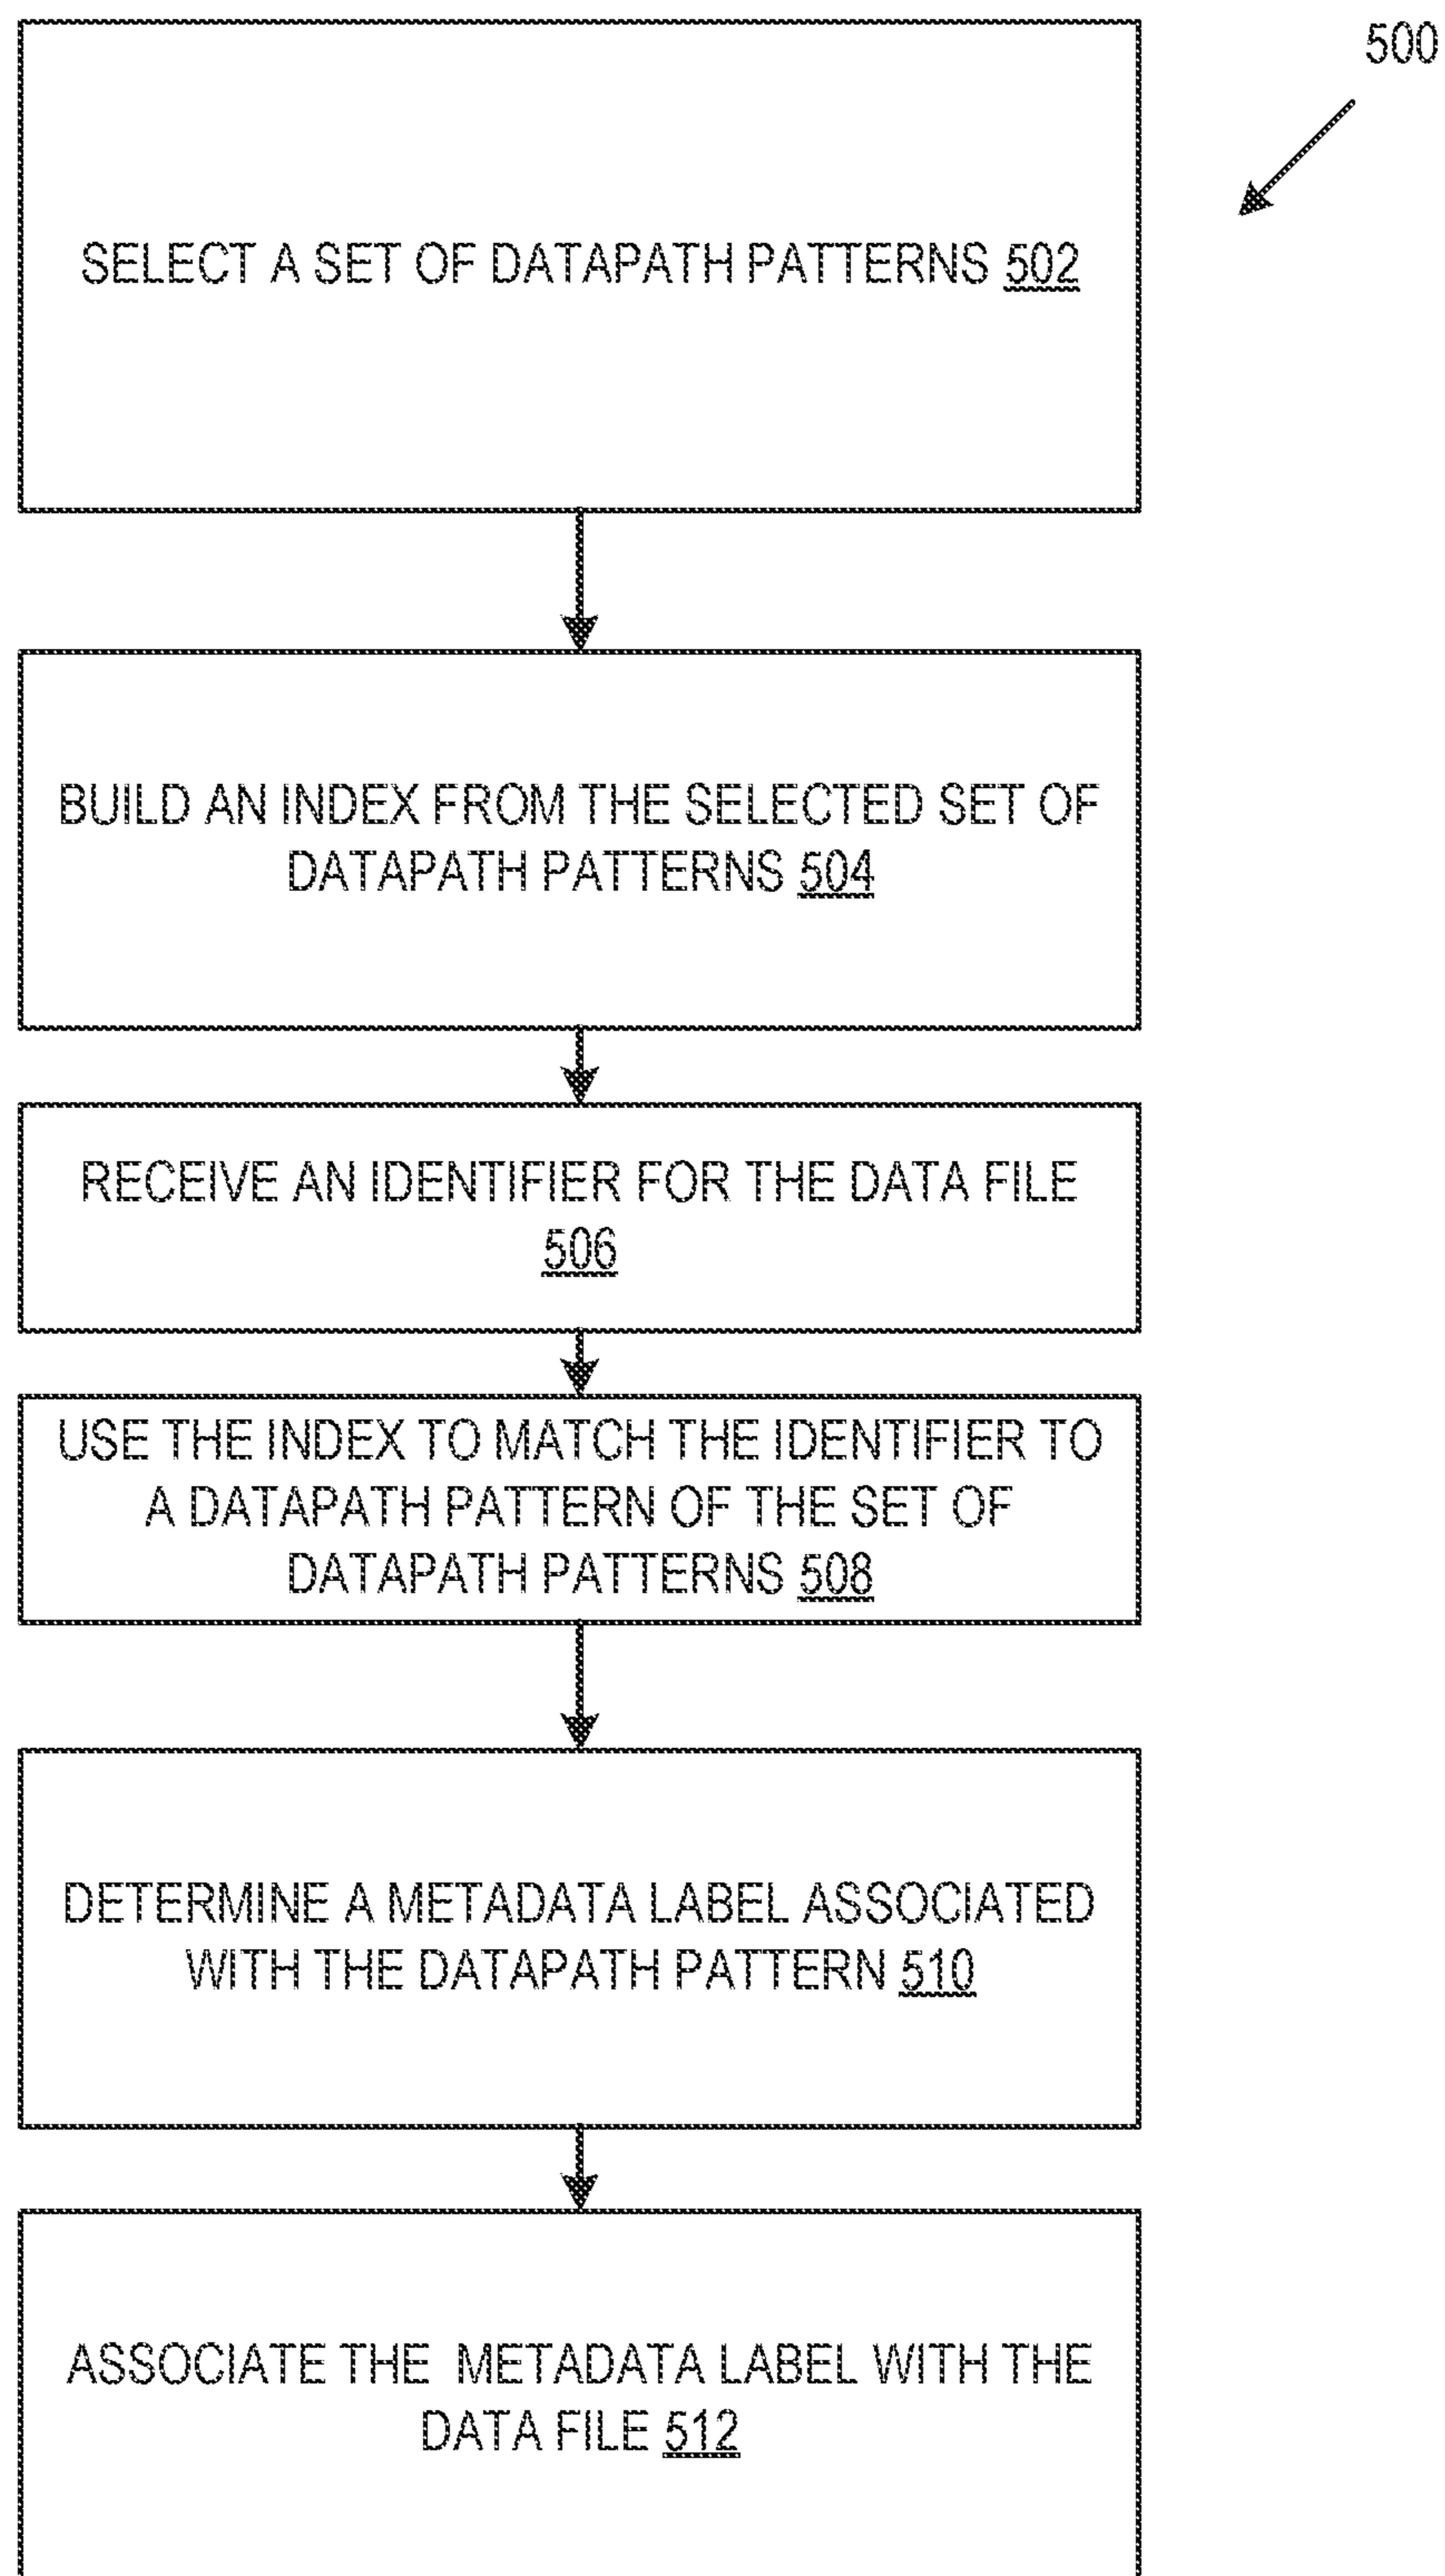 500
SELECT A SET OF DATAPATH PATTERNS 502
BUILD AN INDEX FROM THE SELECTED SET OF
DATAPATH PATTERNS 504
RECEIVE AN IDENTIFIER FOR THE DATA FILE
506
USE THE INDEX TO MATCH THE IDENTIFIER TO
A DATAPATH PATTERN OF THE SET OF
DATAPATH PATTERNS 508
DETERMINE A METADATA LABEL ASSOCIATED
WITH THE DATAPATH PATTERN 510
ASSOCIATE THE METADATA LABEL WITH THE
DATA FILE 512